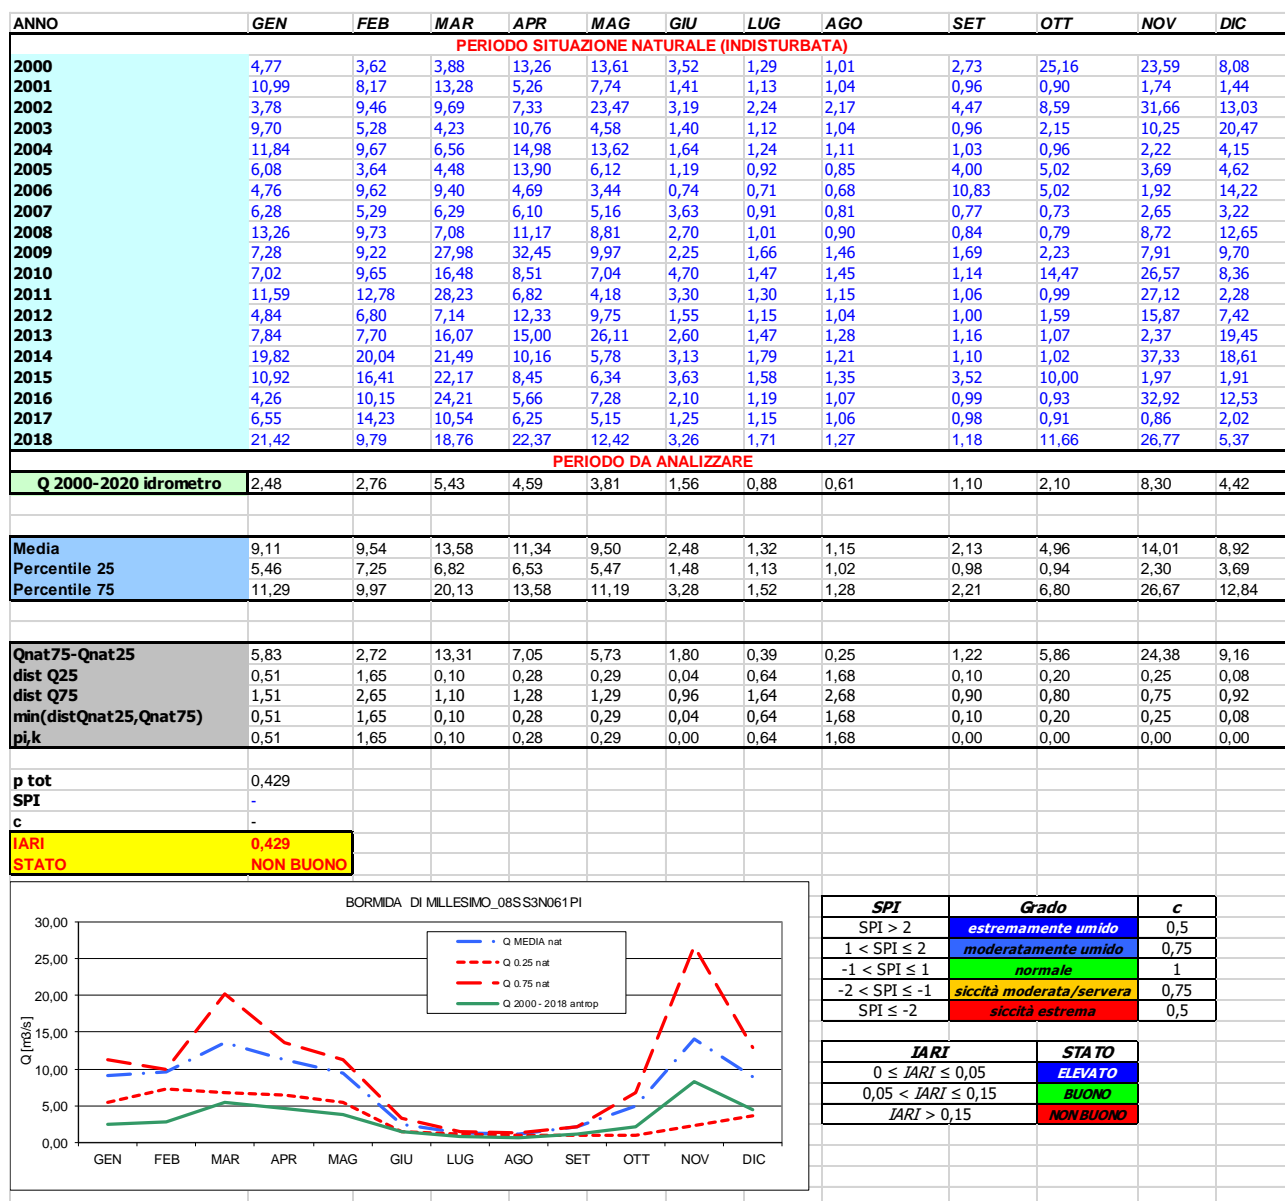 ANNO GEN FEB MAR APR MAG GIU LUG AGO SET OTT NOV DIC
PERIODO SITUAZIONE NATURALE (INDISTURBATA)
2000 4,77 3,62 3,88 13,26 13,61 3,52 1,29 1,01 2,73 25,16 23,59 8,08
2001 10,99 8,17 13,28 5,26 7,74 1,41 1,13 1,04 0,96 0,90 1,74 1,44
2002 3,78 9,46 9,69 7,33 23,47 3,19 2,24 2,17 4,47 8,59 31,66 13,03
2003 9,70 5,28 4,23 10,76 4,58 1,40 1,12 1,04 0,96 2,15 10,25 20,47
2004 11,84 9,67 6,56 14,98 13,62 1,64 1,24 1,11 1,03 0,96 2,22 4,15
2005 6,08 3,64 4,48 13,90 6,12 1,19 0,92 0,85 4,00 5,02 3,69 4,62
2006 4,76 9,62 9,40 4,69 3,44 0,74 0,71 0,68 10,83 5,02 1,92 14,22
2007 6,28 5,29 6,29 6,10 5,16 3,63 0,91 0,81 0,77 0,73 2,65 3,22
2008 13,26 9,73 7,08 11,17 8,81 2,70 1,01 0,90 0,84 0,79 8,72 12,65
2009 7,28 9,22 27,98 32,45 9,97 2,25 1,66 1,46 1,69 2,23 7,91 9,70
2010 7,02 9,65 16,48 8,51 7,04 4,70 1,47 1,45 1,14 14,47 26,57 8,36
2011 11,59 12,78 28,23 6,82 4,18 3,30 1,30 1,15 1,06 0,99 27,12 2,28
2012 4,84 6,80 7,14 12,33 9,75 1,55 1,15 1,04 1,00 1,59 15,87 7,42
2013 7,84 7,70 16,07 15,00 26,11 2,60 1,47 1,28 1,16 1,07 2,37 19,45
2014 19,82 20,04 21,49 10,16 5,78 3,13 1,79 1,21 1,10 1,02 37,33 18,61
2015 10,92 16,41 22,17 8,45 6,34 3,63 1,58 1,35 3,52 10,00 1,97 1,91
2016 4,26 10,15 24,21 5,66 7,28 2,10 1,19 1,07 0,99 0,93 32,92 12,53
2017 6,55 14,23 10,54 6,25 5,15 1,25 1,15 1,06 0,98 0,91 0,86 2,02
2018 21,42 9,79 18,76 22,37 12,42 3,26 1,71 1,27 1,18 11,66 26,77 5,37
PERIODO DA ANALIZZARE
Q 2000-2020 idrometro 2,48 2,76 5,43 4,59 3,81 1,56 0,88 0,61 1,10 2,10 8,30 4,42
Media 9,11 9,54 13,58 11,34 9,50 2,48 1,32 1,15 2,13 4,96 14,01 8,92
Percentile 25 5,46 7,25 6,82 6,53 5,47 1,48 1,13 1,02 0,98 0,94 2,30 3,69
Percentile 75 11,29 9,97 20,13 13,58 11,19 3,28 1,52 1,28 2,21 6,80 26,67 12,84
Qnat75-Qnat25 5,83 2,72 13,31 7,05 5,73 1,80 0,39 0,25 1,22 5,86 24,38 9,16
dist Q25 0,51 1,65 0,10 0,28 0,29 0,04 0,64 1,68 0,10 0,20 0,25 0,08
dist Q75 1,51 2,65 1,10 1,28 1,29 0,96 1,64 2,68 0,90 0,80 0,75 0,92
min(distQnat25,Qnat75) 0,51 1,65 0,10 0,28 0,29 0,04 0,64 1,68 0,10 0,20 0,25 0,08
pi,k 0,51 1,65 0,10 0,28 0,29 0,00 0,64 1,68 0,00 0,00 0,00 0,00
p tot 0,429
SPI -
c -
IARI 0,429
STATO NON BUONO
BORMIDA DI MILLESIMO_08SS3N061PI
Q [m3/s]
30,00
25,00
20,00
15,00
10,00
5,00
0,00
GEN FEB MAR APR MAG GIU LUG AGO SET OTT NOV DIC
Q MEDIA nat
Q 0.25 nat
Q 0.75 nat
Q 2000 - 2018 antrop
SPI Grado c
SPI > 2 estremamente umido 0,5
1 < SPI ≤ 2 moderatamente umido 0,75
-1 < SPI ≤ 1 normale 1
-2 < SPI ≤ -1 siccità moderata/servera 0,75
SPI ≤ -2 siccità estrema 0,5
IARI STATO
0 ≤ IARI ≤ 0,05 ELEVATO
0,05 < IARI ≤ 0,15 BUONO
IARI > 0,15 NON BUONO